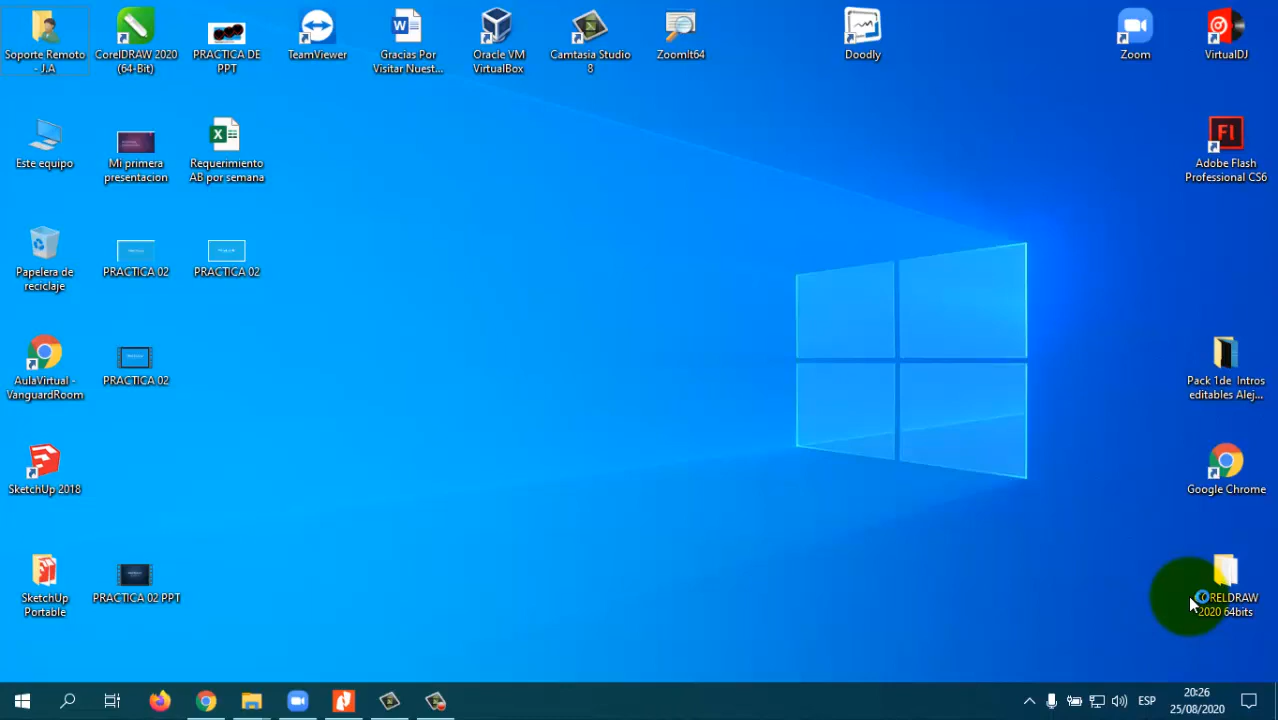 Soporte Remoto
- J.A
CorelDRAW 2020
(64-Bit)
PRACTICA DE
PPT
TeamViewer
Gracias Por
Visitar Nuest...
Oracle VM
VirtualBox
Camtasia Studio
8
ZoomIt64
Doodly
Zoom
VirtualDJ
Este equipo
Mi primera
presentacion
Requerimiento
AB por semana
Adobe Flash
Professional CS6
Papelera de
reciclaje
PRACTICA 02
PRACTICA 02
AulaVirtual -
VanguardRoom
PRACTICA 02
Pack 1de Intros
editables Alej...
SketchUp 2018
Google Chrome
SketchUp
Portable
PRACTICA 02 PPT
CORELDRAW
2020 64bits
ESP
20:26
25/08/2020